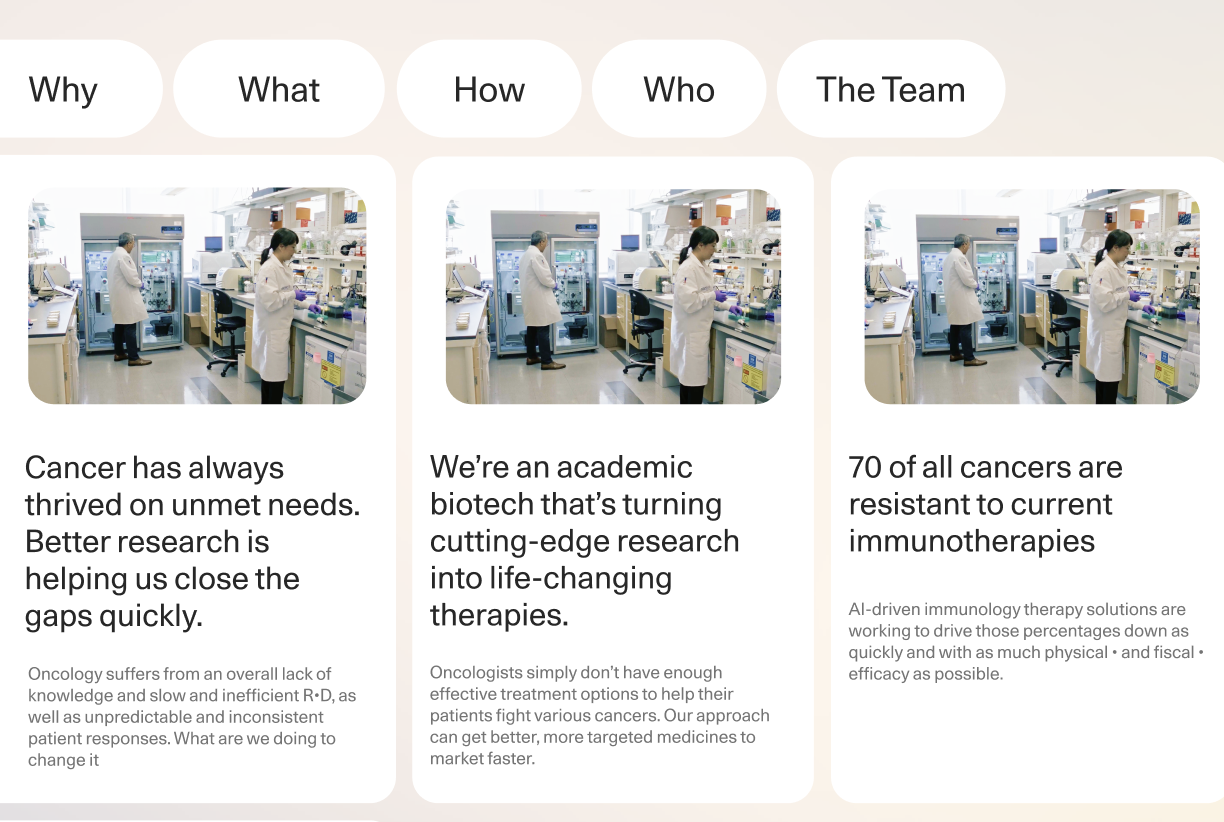 Why
What
How
Who
The Team
Cancer has always
thrived on unmet needs.
Better research is
helping us close the
gaps quickly.
Oncology suffers from an overall lack of
knowledge and slow and inefficient R•D, as
well as unpredictable and inconsistent
patient responses. What are we doing to
change it
We’re an academic
biotech that’s turning
cutting-edge research
into life-changing
therapies.
Oncologists simply don’t have enough
effective treatment options to help their
patients fight various cancers. Our approach
can get better, more targeted medicines to
market faster.
70 of all cancers are
resistant to current
immunotherapies
AI-driven immunology therapy solutions are
working to drive those percentages down as
quickly and with as much physical • and fiscal •
efficacy as possible.